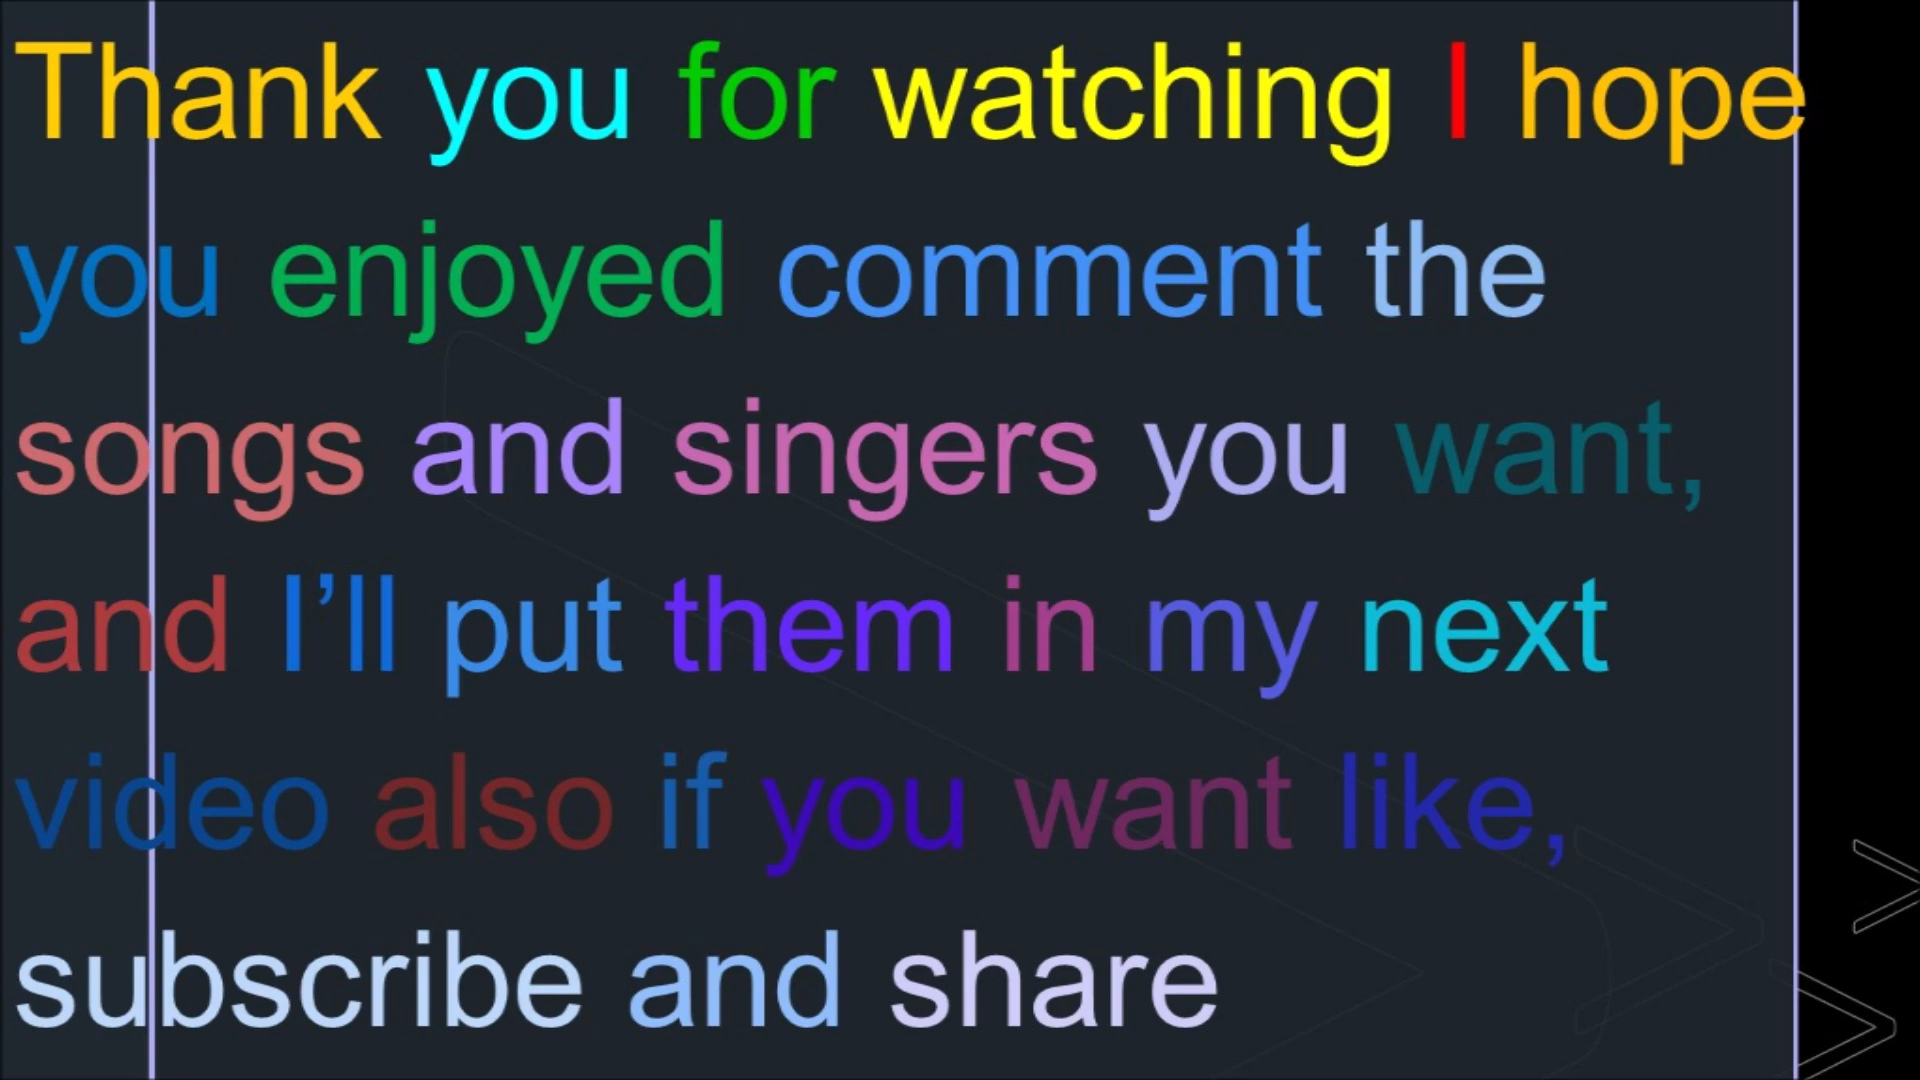 Thank you for watching I hope
you enjoyed comment the
songs and singers you want,
and I’ll put them in my next
video also if you want like,
subscribe and share